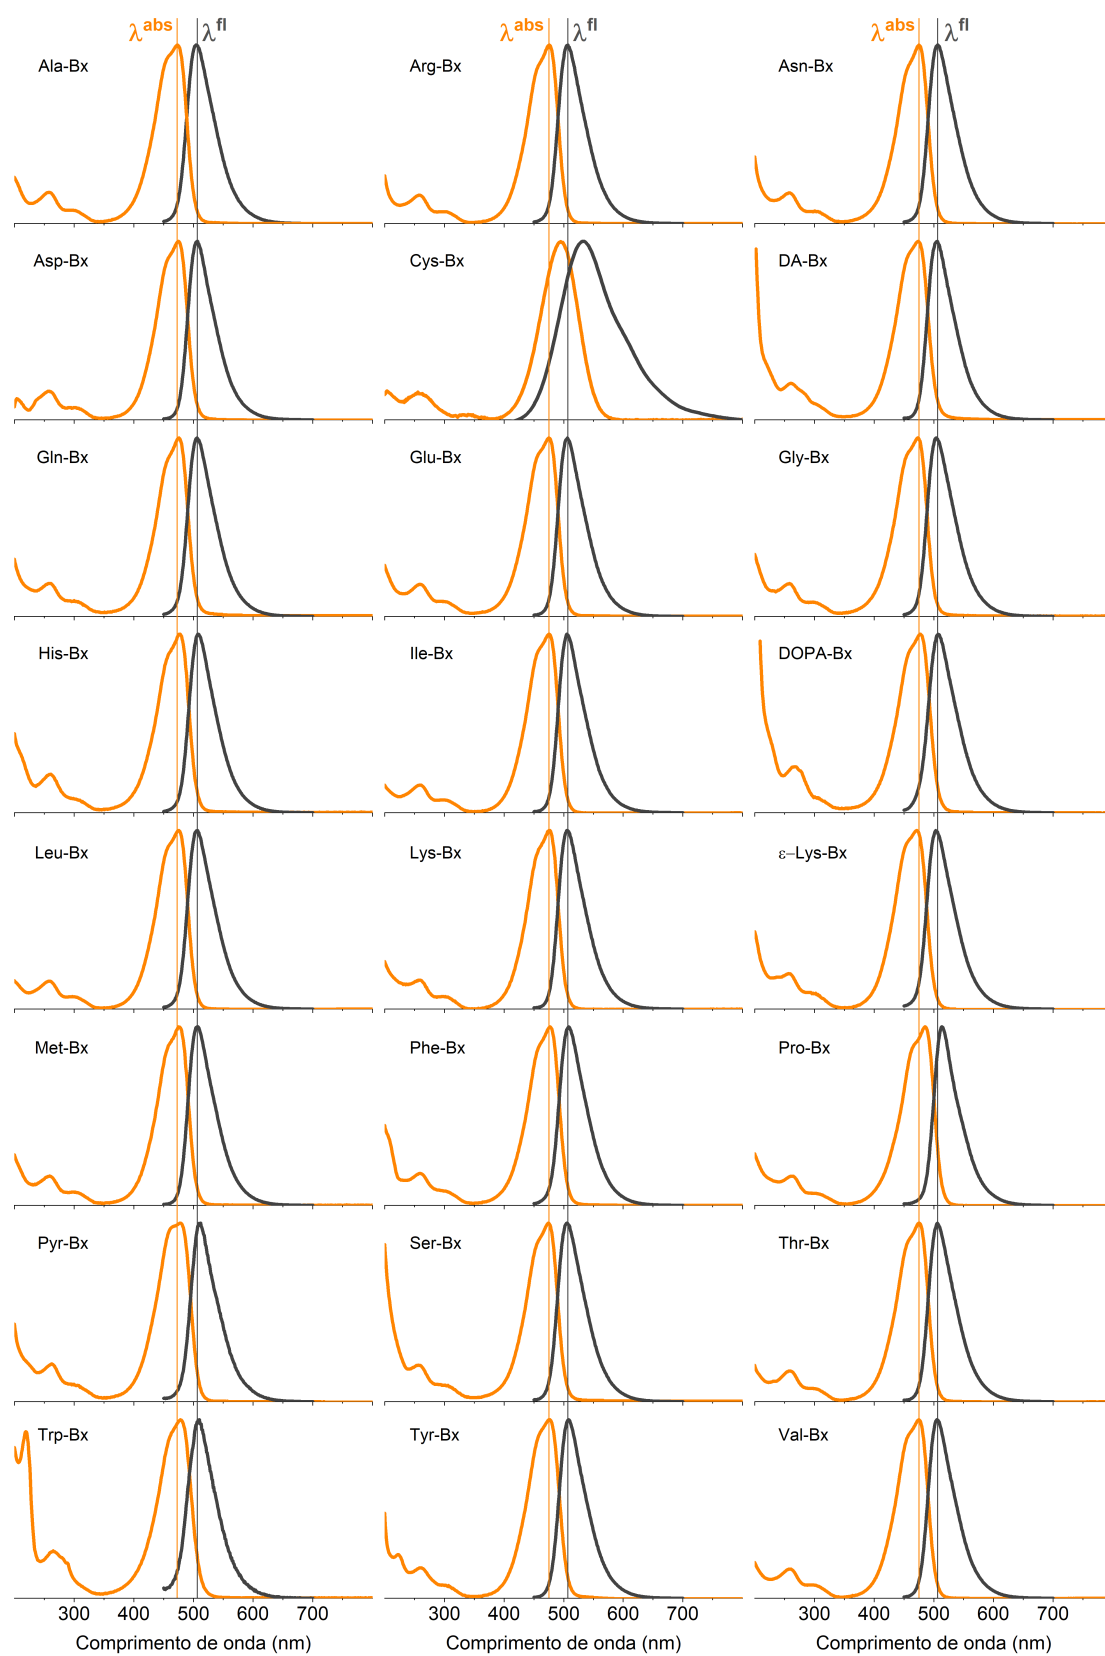 λabs λfl λabs λfl λabs λfl
Ala-Bx Arg-Bx Asn-Bx
Asp-Bx Cys-Bx DA-Bx
Gln-Bx Glu-Bx Gly-Bx
His-Bx Ile-Bx DOPA-Bx
Leu-Bx Lys-Bx ε–Lys-Bx
Met-Bx Phe-Bx Pro-Bx
Pyr-Bx Ser-Bx Thr-Bx
Trp-Bx Tyr-Bx Val-Bx
300 400 500 600 700 300 400 500 600 700 300 400 500 600 700
Comprimento de onda (nm) Comprimento de onda (nm) Comprimento de onda (nm)